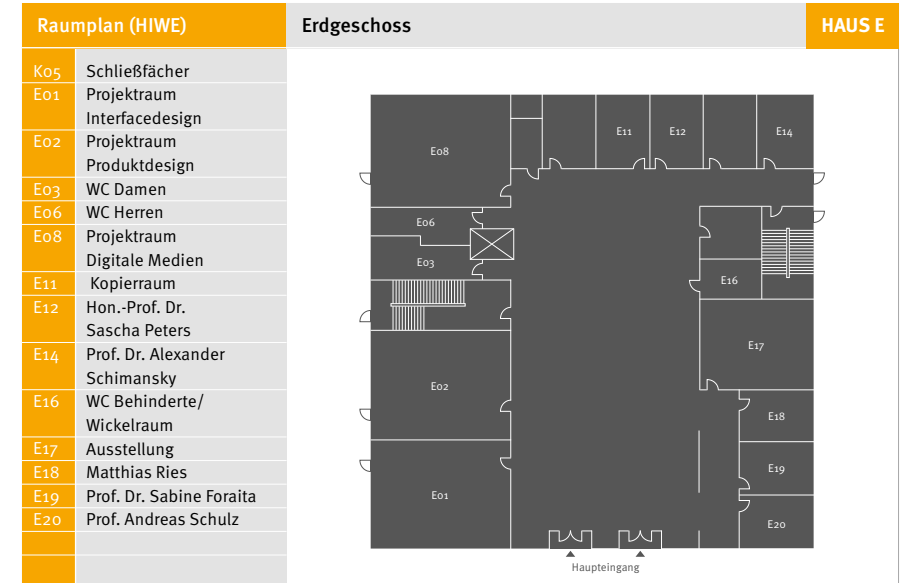 Raumplan (HIWE)
Erdgeschoss
HAUS E
K05 Schließfächer
E01 Projektraum
Interfacedesign
E02 Projektraum
Produktdesign
E03 WC Damen
E06 WC Herren
E08 Projektraum
Digitale Medien
E11 Kopierraum
E12 Hon.-Prof. Dr.
Sascha Peters
E14 Prof. Dr. Alexander
Schimansky
E16 WC Behinderte/
Wickelraum
E17 Ausstellung
E18 Matthias Ries
E19 Prof. Dr. Sabine Foraita
E20 Prof. Andreas Schulz
E11
E12
E14
E08
E06
E03
E16
E17
E02
E18
E19
E01
E20
Haupteingang